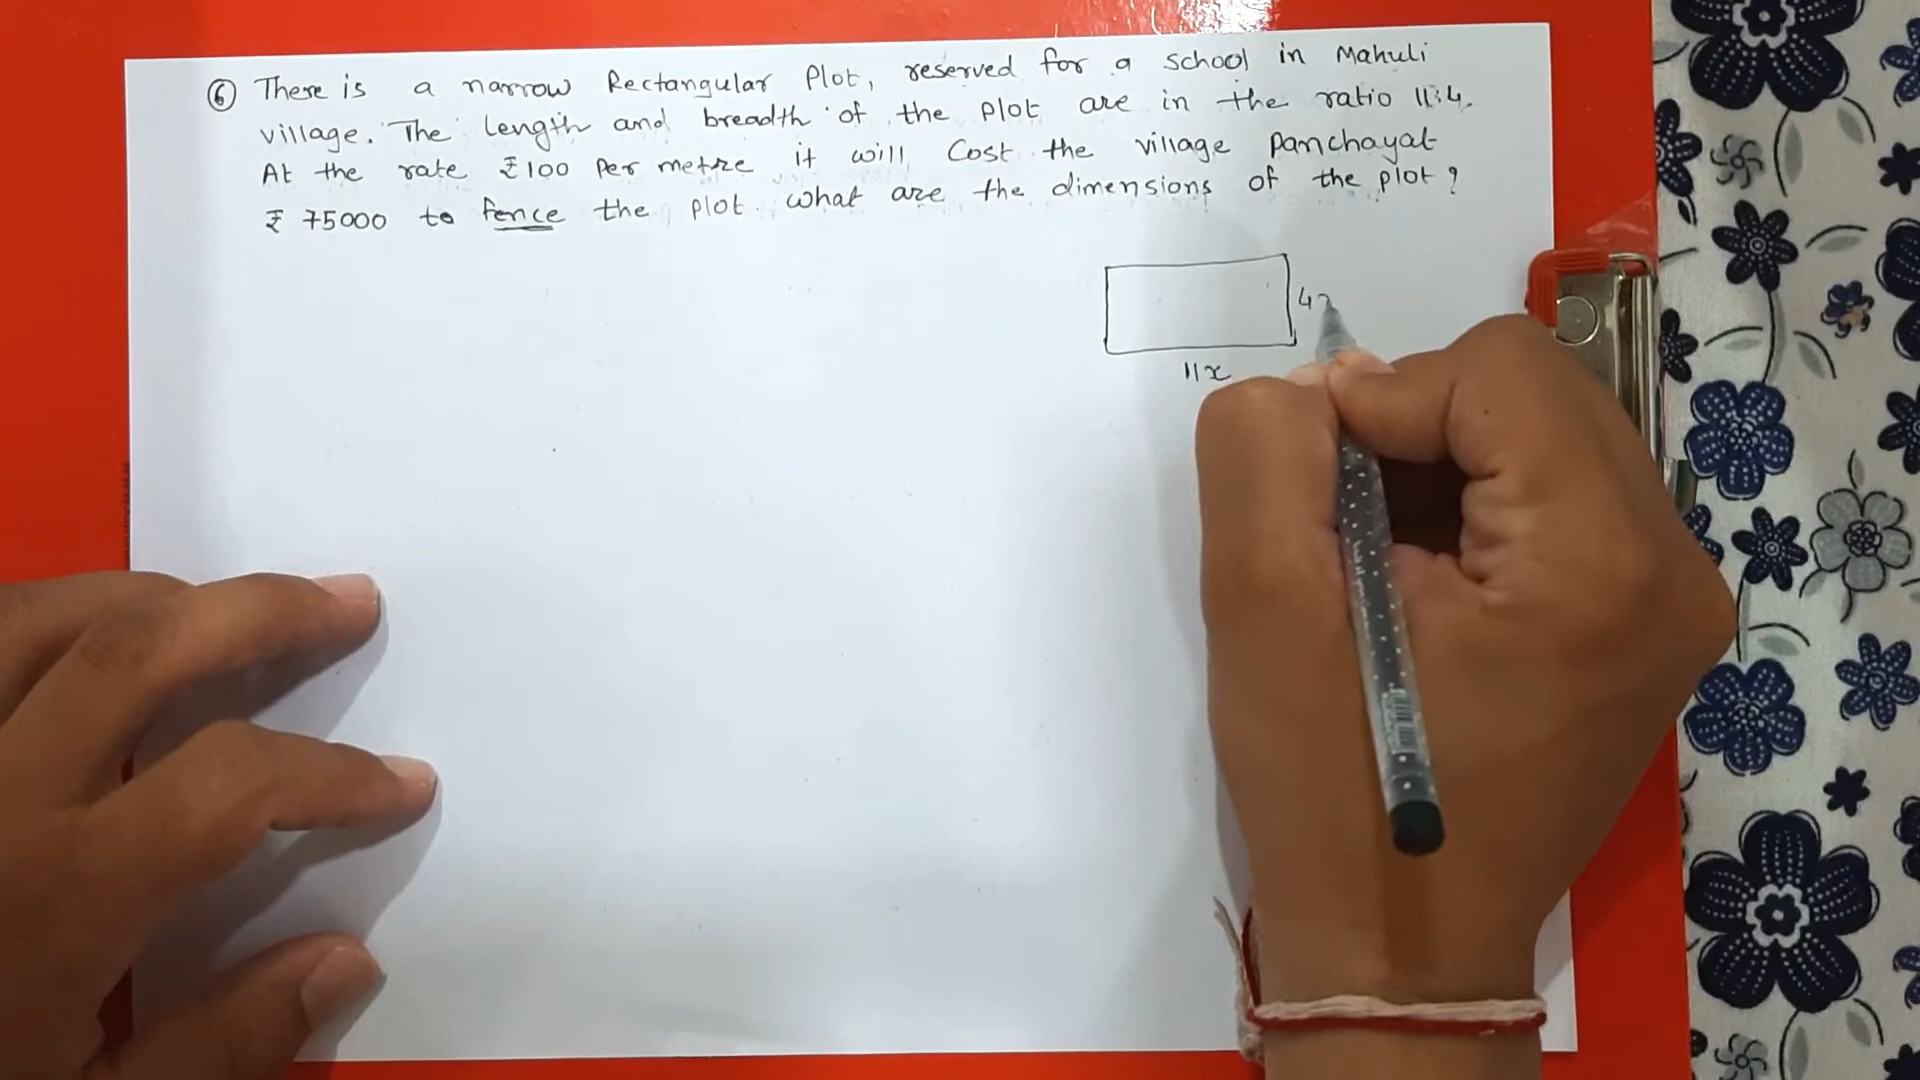 ⑥ There is a narrow Rectangular Plot, reserved for a school in Mahuli
village. The length and breadth of the plot are in the ratio 11:4.
At the rate ₹100 Per metre it will cost the village panchayat
₹ 75000 to fence the plot. what are the dimensions of the plot?
4x
11x